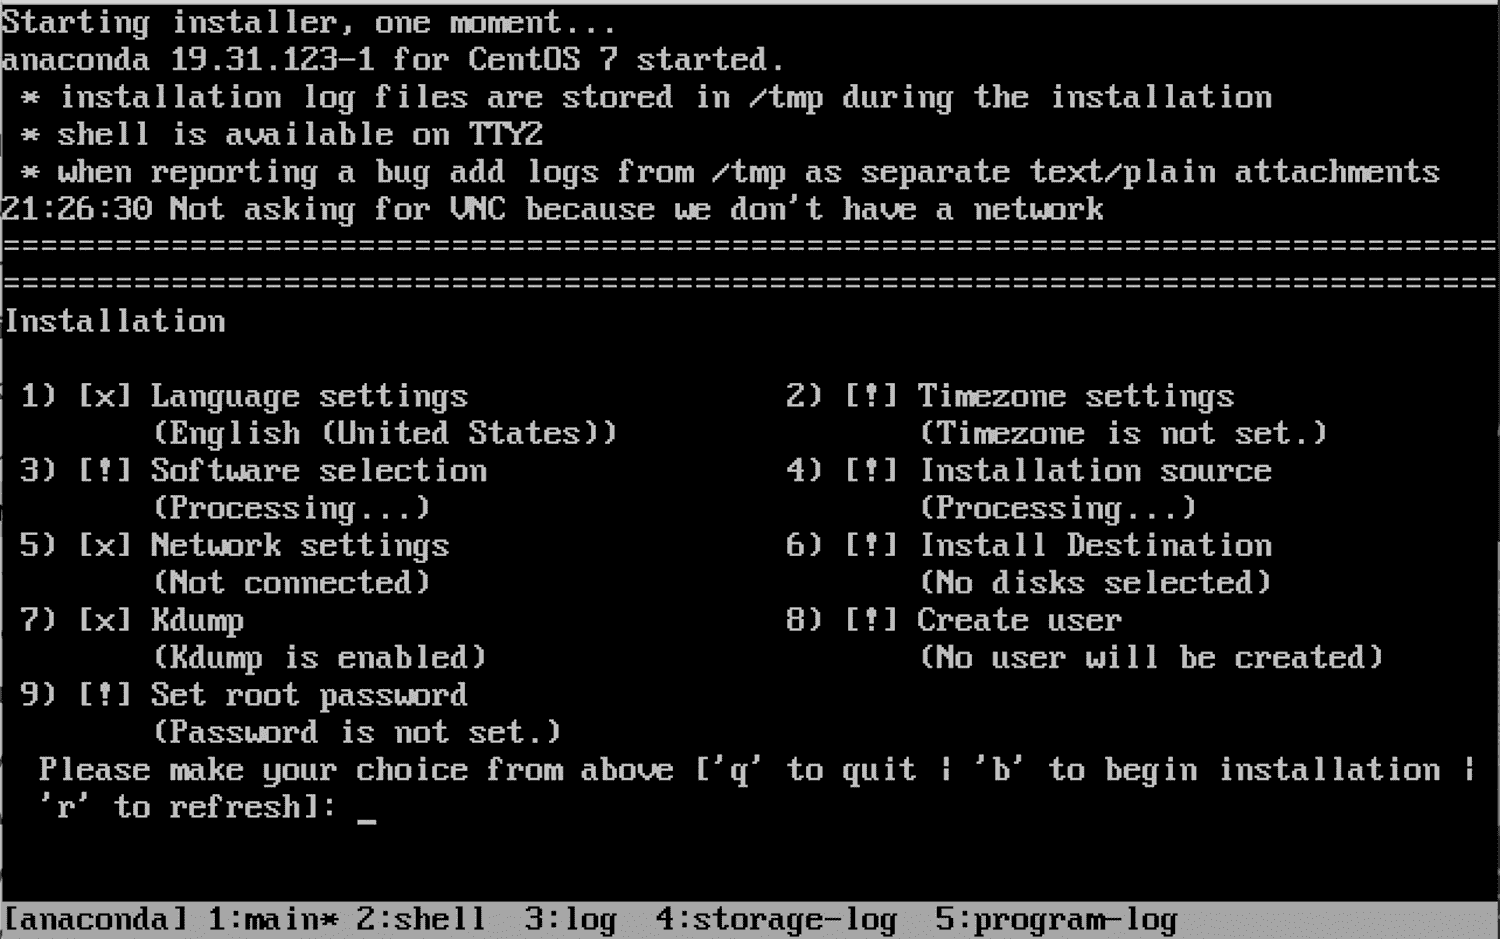 Starting installer, one moment...
anaconda 19.31.123-1 for CentOS 7 started.
 * installation log files are stored in /tmp during the installation
 * shell is available on TTY2
 * when reporting a bug add logs from /tmp as separate text/plain attachments
21:26:30 Not asking for VNC because we don't have a network
================================================================================
================================================================================
Installation
 1) [x] Language settings                  2) [!] Timezone settings
        (English (United States))                 (Timezone is not set.)
 3) [!] Software selection                 4) [!] Installation source
        (Processing...)                           (Processing...)
 5) [x] Network settings                   6) [!] Install Destination
        (Not connected)                           (No disks selected)
 7) [x] Kdump                              8) [!] Create user
        (Kdump is enabled)                        (No user will be created)
 9) [!] Set root password
        (Password is not set.)
  Please make your choice from above ['q' to quit | 'b' to begin installation |
  'r' to refresh]: _
[anaconda] 1:main* 2:shell  3:log  4:storage-log  5:program-log